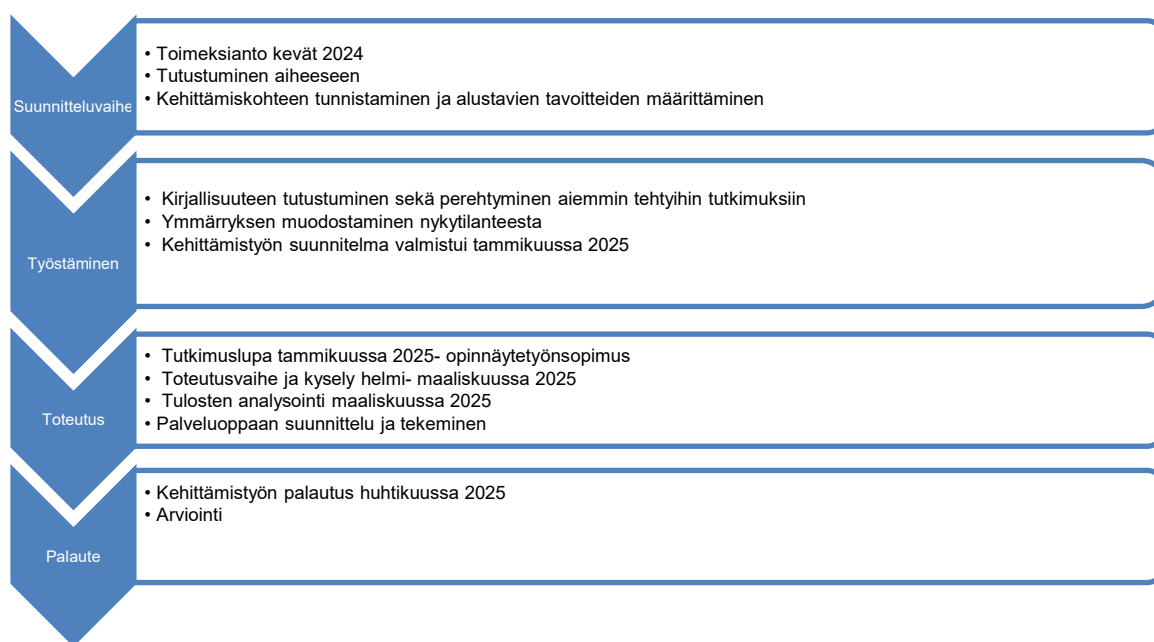 Suunnitteluvaihe
• Toimeksianto kevät 2024
• Tutustuminen aiheeseen
• Kehittämiskohteen tunnistaminen ja alustavien tavoitteiden määrittäminen
Työstäminen
• Kirjallisuuteen tutustuminen sekä perehtyminen aiemmin tehtyihin tutkimuksiin
• Ymmärryksen muodostaminen nykytilanteesta
• Kehittämistyön suunnitelma valmistui tammikuussa 2025
Toteutus
• Tutkimuslupa tammikuussa 2025- opinnäytetyönsopimus
• Toteutusvaihe ja kysely helmi- maaliskuussa 2025
• Tulosten analysointi maaliskuussa 2025
• Palveluoppaan suunnittelu ja tekeminen
Palaute
• Kehittämistyön palautus huhtikuussa 2025
• Arviointi